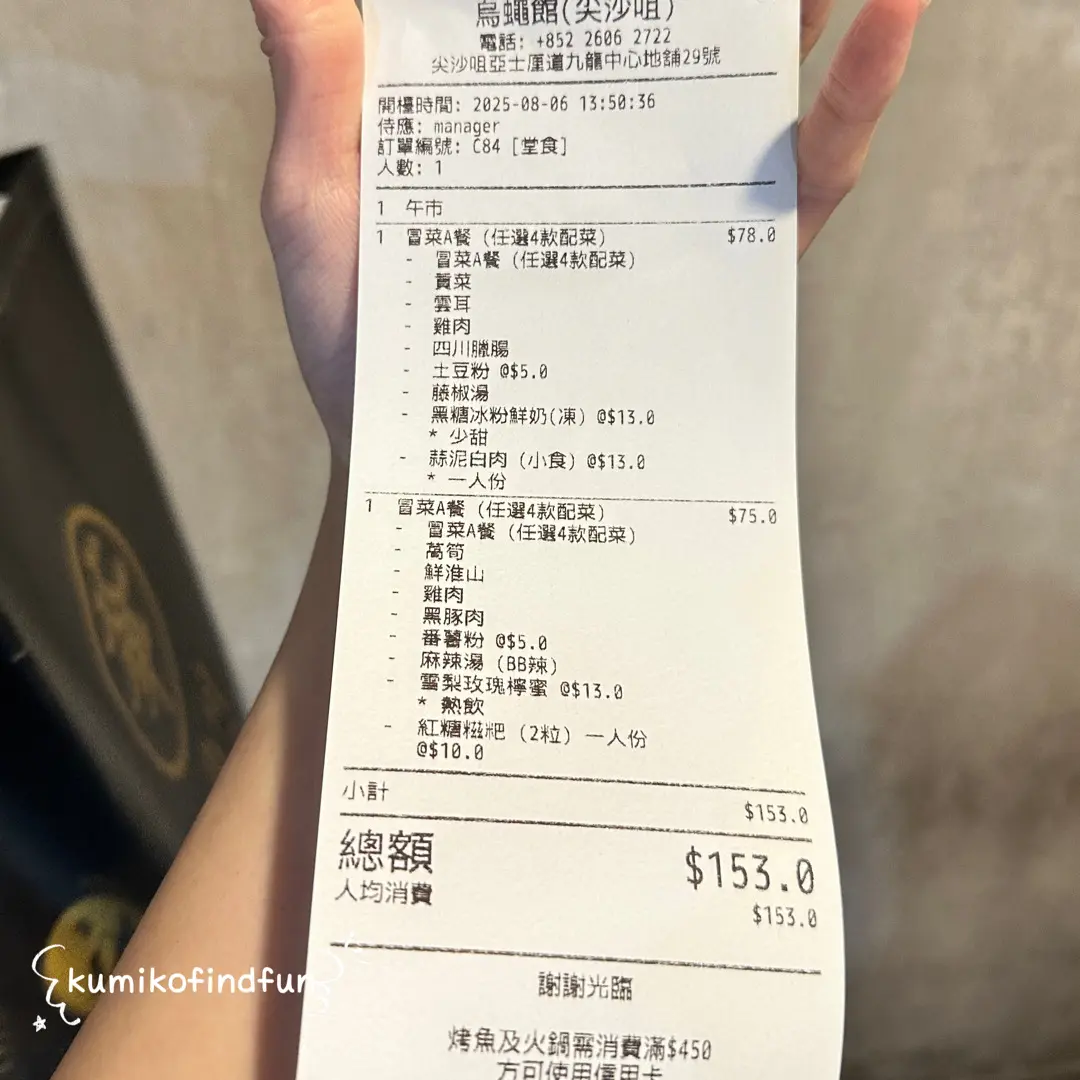 烏蠅館(尖沙咀)
電話: +852 2606 2722
尖沙咀亞士厘道九龍中心地舖29號
開檯時間: 2025-08-06 13:50:36
侍應: manager
訂單編號: C84 [堂食]
人數: 1
1 午市
1 冒菜A餐 (任選4款配菜) $78.0
- 冒菜A餐 (任選4款配菜)
- 黃菜
- 雲耳
- 雞肉
- 四川臘腸
- 土豆粉 @$5.0
- 藤椒湯
- 黑糖冰粉鮮奶(凍) @$13.0
* 少甜
- 蒜泥白肉 (小食) @$13.0
* 一人份
1 冒菜A餐 (任選4款配菜) $75.0
- 冒菜A餐 (任選4款配菜)
- 萵筍
- 鮮淮山
- 雞肉
- 黑豚肉
- 番薯粉 @$5.0
- 麻辣湯 (BB辣)
- 雪梨玫瑰檸蜜 @$13.0
* 熱飲
- 紅糖糍粑 (2粒) 一人份
@$10.0
小計 $153.0
總額 $153.0
人均消費 $153.0
謝謝光臨
烤魚及火鍋需消費滿$450
方可使用信用卡
kumikofindfun